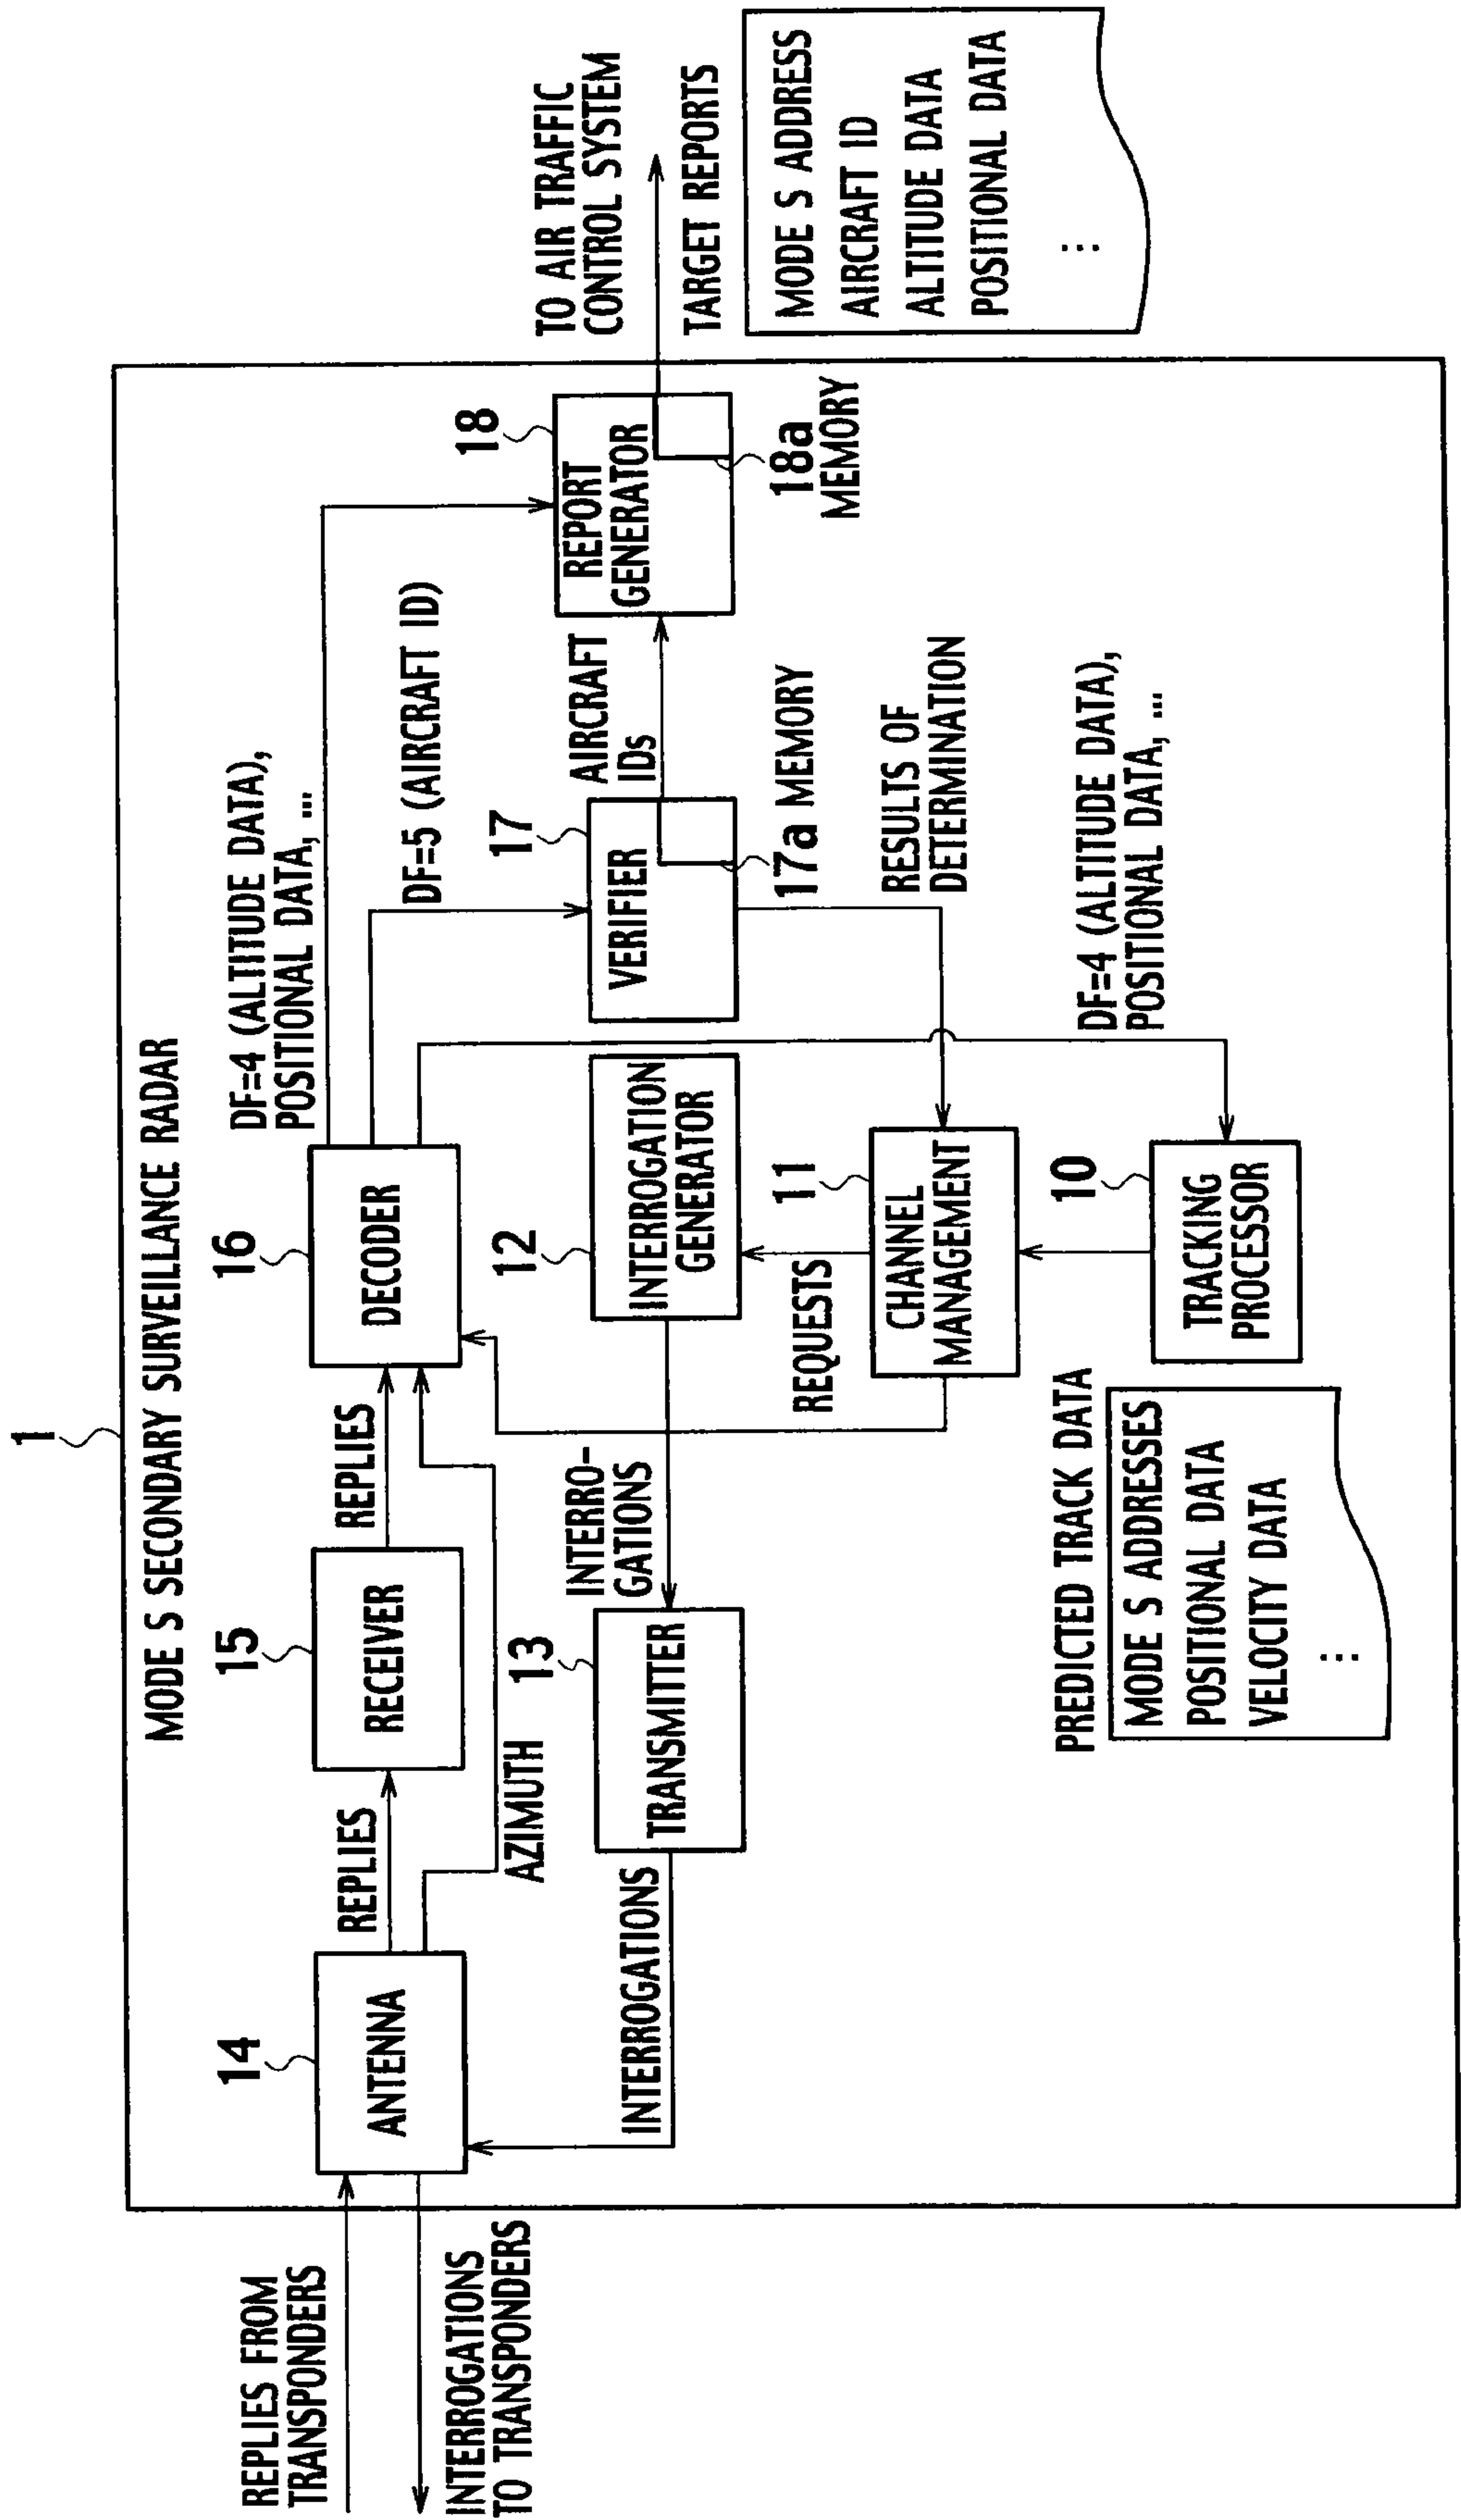 1
MODE S SECONDARY SURVEILLANCE RADAR
REPLIES FROM
TRANSPONDERS
INTERROGATIONS
TO TRANSPONDERS
14
ANTENNA
REPLIES
AZIMUTH
INTERROGATIONS
15
RECEIVER
REPLIES
13
TRANSMITTER
INTERRO-
GATIONS
16
DECODER
12
INTERROGATION
GENERATOR
REQUESTS
11
CHANNEL
MANAGEMENT
10
TRACKING
PROCESSOR
PREDICTED TRACK DATA
MODE S ADDRESSES
POSITIONAL DATA
VELOCITY DATA
⋮
DF=4 (ALTITUDE DATA),
POSITIONAL DATA, ...
DF=5 (AIRCRAFT ID)
17
VERIFIER
17a MEMORY
AIRCRAFT
IDs
RESULTS OF
DETERMINATION
DF=4 (ALTITUDE DATA),
POSITIONAL DATA, ...
18
REPORT
GENERATOR
18a
MEMORY
TO AIR TRAFFIC
CONTROL SYSTEM
TARGET REPORTS
MODE S ADDRESS
AIRCRAFT ID
ALTITUDE DATA
POSITIONAL DATA
⋮